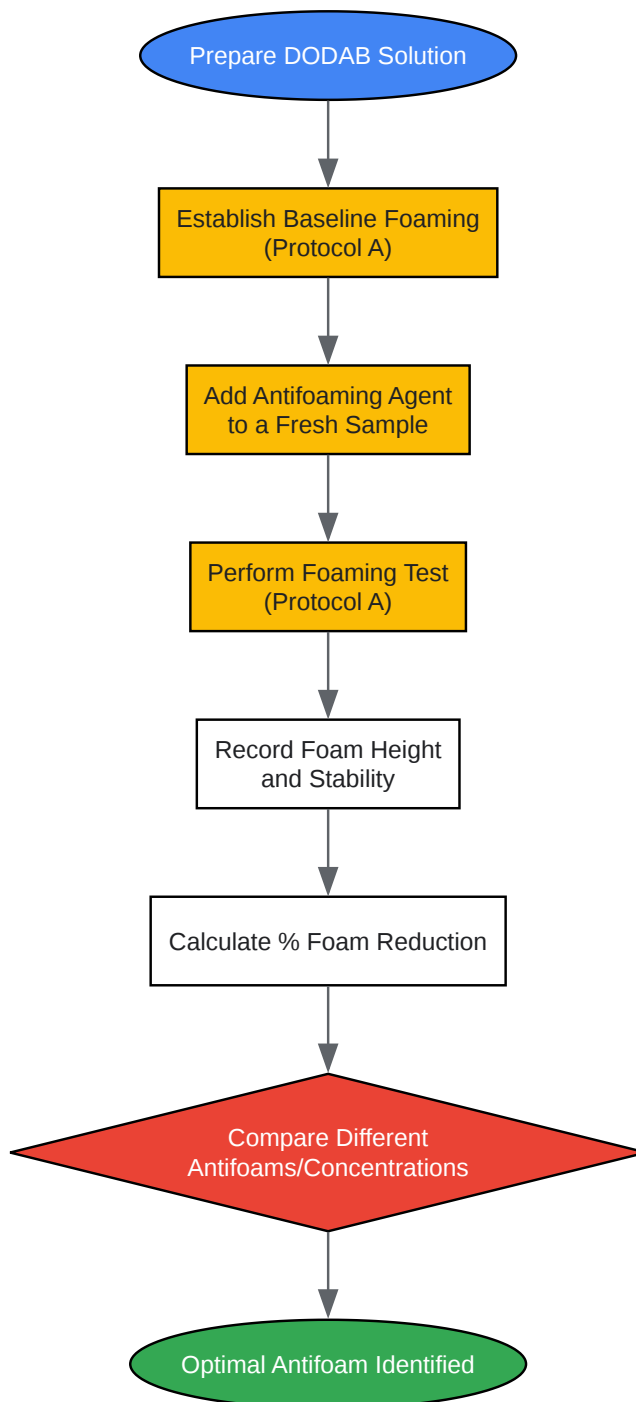 Prepare DODAB Solution
Establish Baseline Foaming
(Protocol A)
Add Antifoaming Agent
to a Fresh Sample
Perform Foaming Test
(Protocol A)
Record Foam Height
and Stability
Calculate % Foam Reduction
Compare Different
Antifoams/Concentrations
Optimal Antifoam Identified